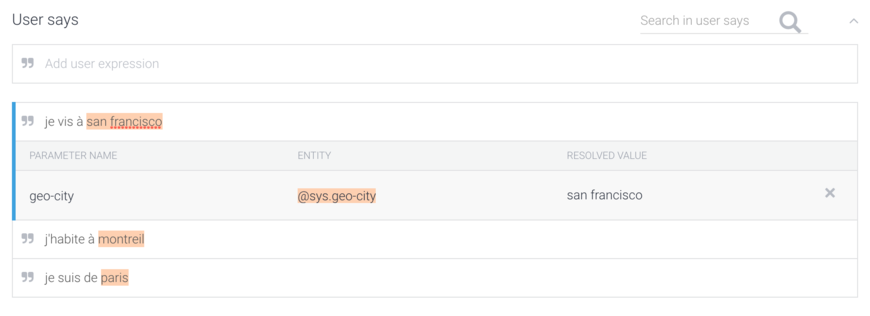 User says
Search in user says
Add user expression
je vis à san francisco
PARAMETER NAME ENTITY RESOLVED VALUE
geo-city @sys.geo-city san francisco
j'habite à montreil
je suis de paris